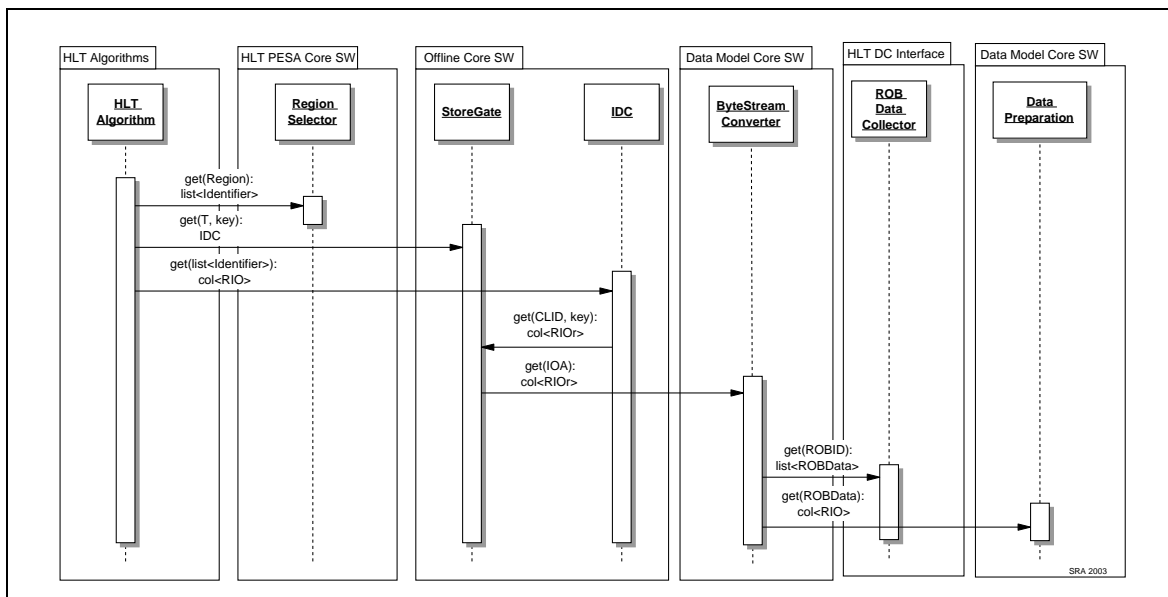 HLT Algorithms
HLT PESA Core SW
Offline Core SW
Data Model Core SW
HLT DC Interface
Data Model Core SW
HLT
Algorithm
Region
Selector
StoreGate
IDC
ByteStream
Converter
ROB
Data
Collector
Data
Preparation
get(Region):
list<Identifier>
get(T, key):
IDC
get(list<Identifier>):
col<RIO>
get(CLID, key):
col<RIOr>
get(IOA):
col<RIOr>
get(ROBID):
list<ROBData>
get(ROBData):
col<RIO>
SRA 2003